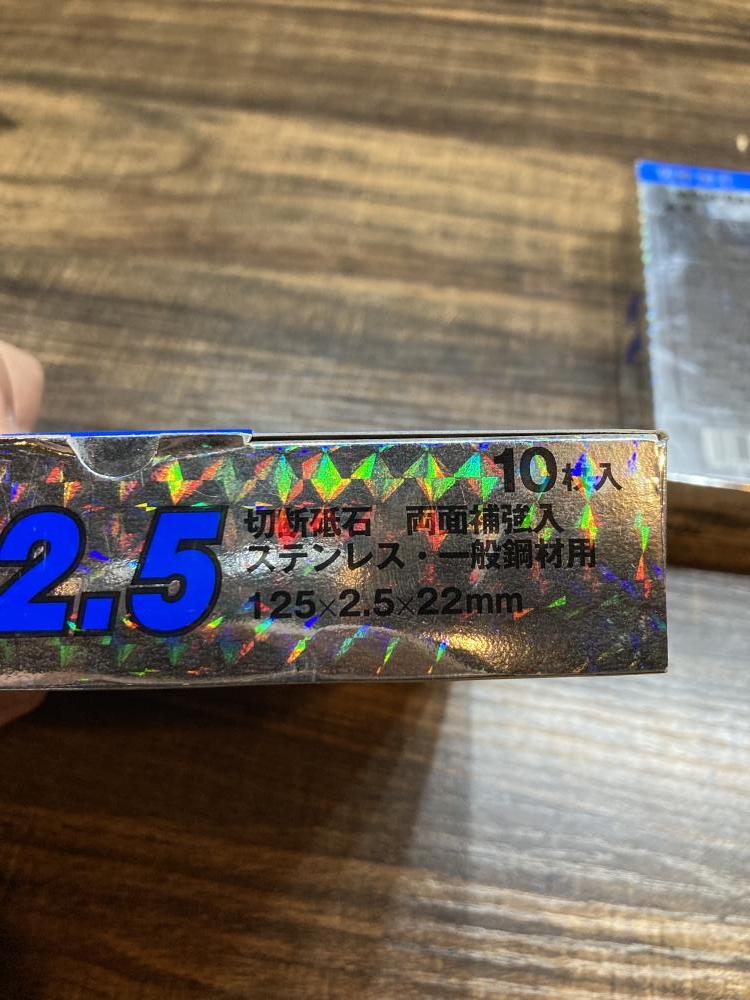 10枚入
2.5
切断砥石 両面補強入
ステンレス・一般鋼材用
125×2.5×22mm